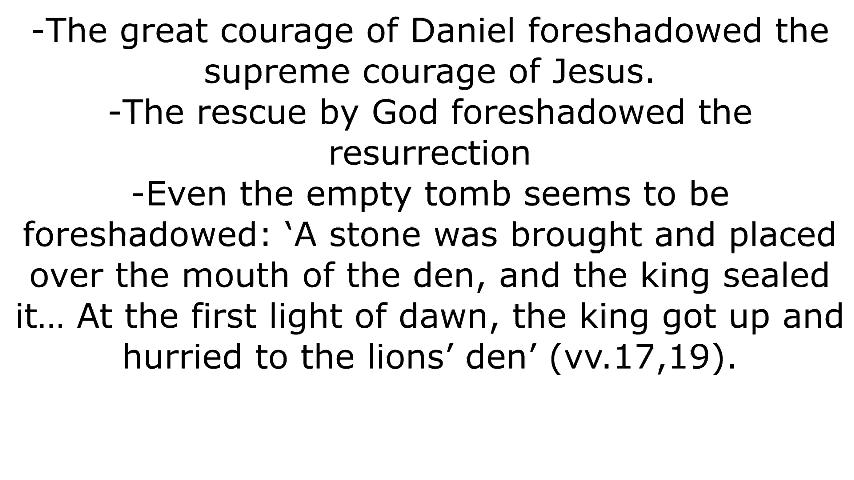 -The great courage of Daniel foreshadowed the
supreme courage of Jesus.
-The rescue by God foreshadowed the
resurrection
-Even the empty tomb seems to be
foreshadowed: ‘A stone was brought and placed
over the mouth of the den, and the king sealed
it… At the first light of dawn, the king got up and
hurried to the lions’ den’ (vv.17,19).